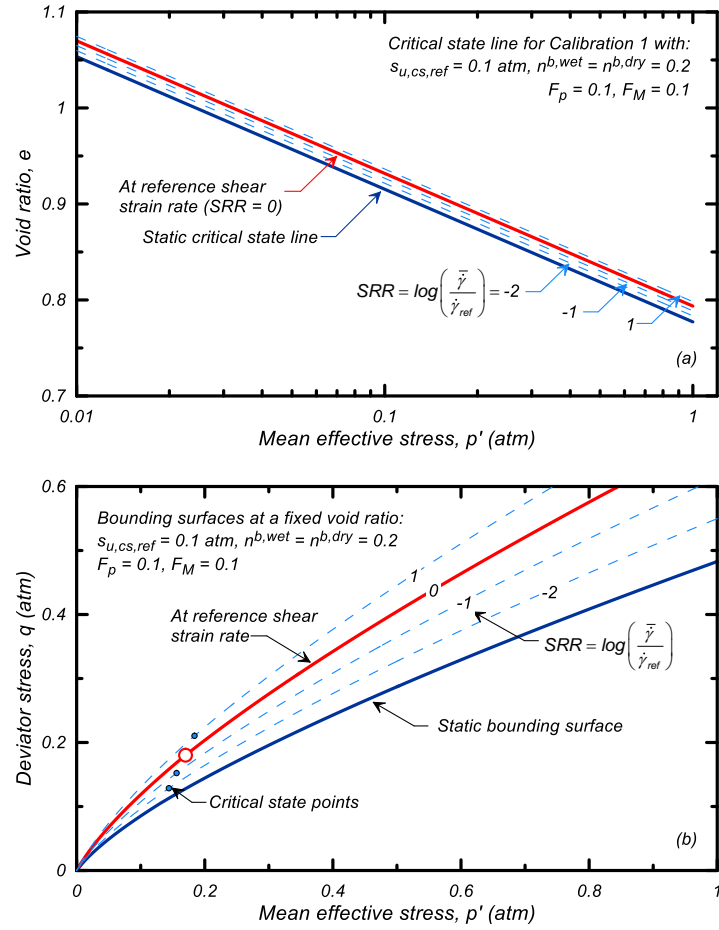 1.1
1
0.9
0.8
0.7
Void ratio, e
Critical state line for Calibration 1 with:
s_u,cs,ref = 0.1 atm, n^b,wet = n^b,dry = 0.2
F_p = 0.1, F_M = 0.1
At reference shear
strain rate (SRR = 0)
Static critical state line
SRR = log( γ̇̅ / γ̇_ref ) = -2
-1
1
(a)
0.01
0.1
1
Mean effective stress, p' (atm)
0.6
0.4
0.2
0
Deviator stress, q (atm)
Bounding surfaces at a fixed void ratio:
s_u,cs,ref = 0.1 atm, n^b,wet = n^b,dry = 0.2
F_p = 0.1, F_M = 0.1
1
0
-1
-2
At reference shear
strain rate
SRR = log( γ̇̅ / γ̇_ref )
Static bounding surface
Critical state points
(b)
0
0.2
0.4
0.6
0.8
1
Mean effective stress, p' (atm)